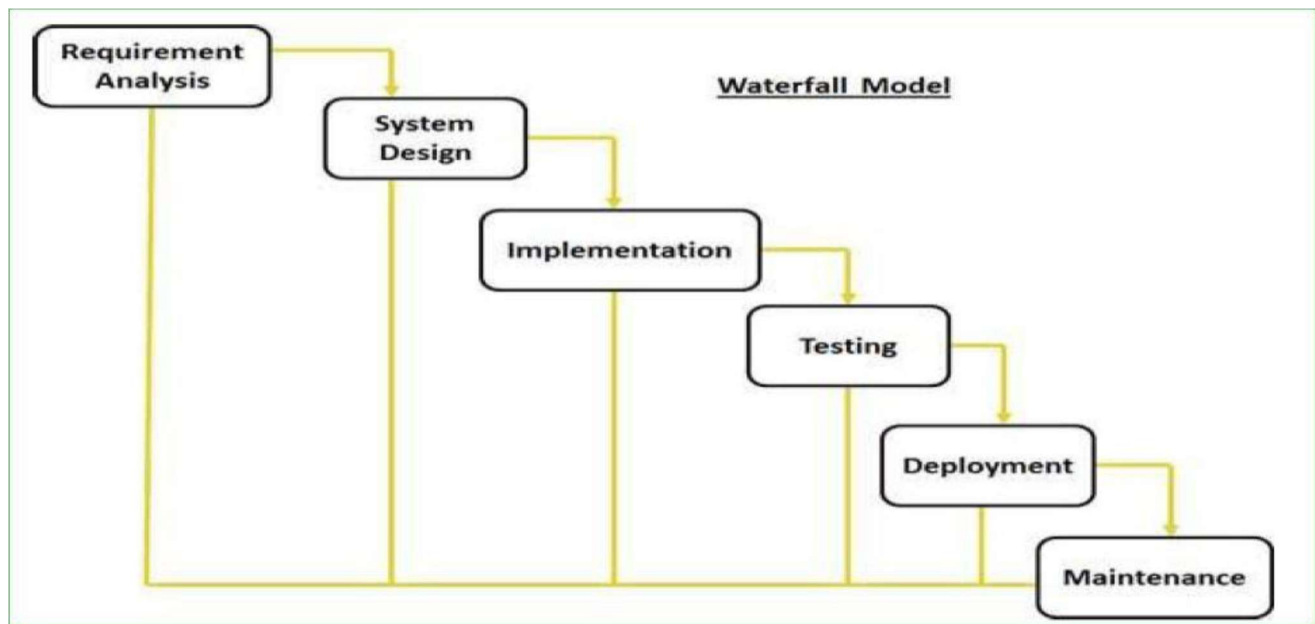 Requirement
Analysis
Waterfall Model
System
Design
Implementation
Testing
Deployment
Maintenance